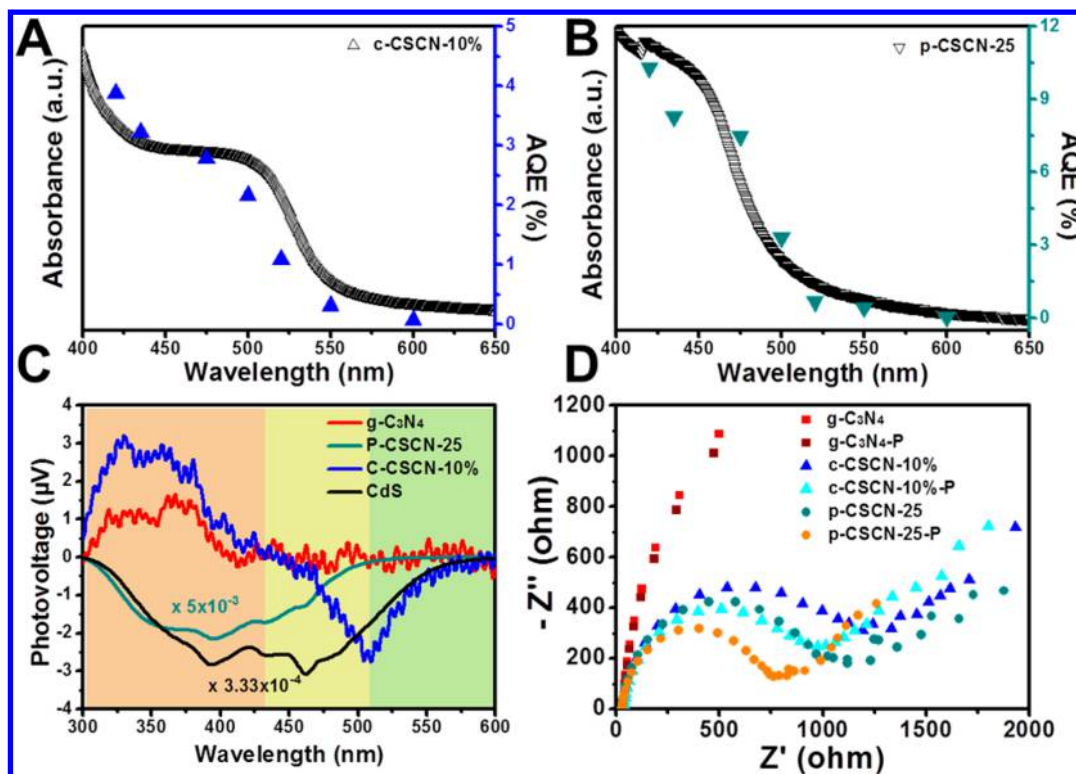 A
△ c-CSCN-10%
Absorbance (a.u.)
AQE (%)
5
4
3
2
1
0
400 450 500 550 600 650
Wavelength (nm)
B
▽ p-CSCN-25
Absorbance (a.u.)
AQE (%)
12
9
6
3
0
400 450 500 550 600 650
Wavelength (nm)
C
Photovoltage (μV)
4
3
2
1
0
-1
-2
-3
-4
g-C₃N₄
P-CSCN-25
C-CSCN-10%
CdS
x 5x10⁻³
x 3.33x10⁻⁴
300 350 400 450 500 550 600
Wavelength (nm)
D
-Z'' (ohm)
1200
1000
800
600
400
200
0
g-C₃N₄
g-C₃N₄-P
c-CSCN-10%
c-CSCN-10%-P
p-CSCN-25
p-CSCN-25-P
0 500 1000 1500 2000
Z' (ohm)